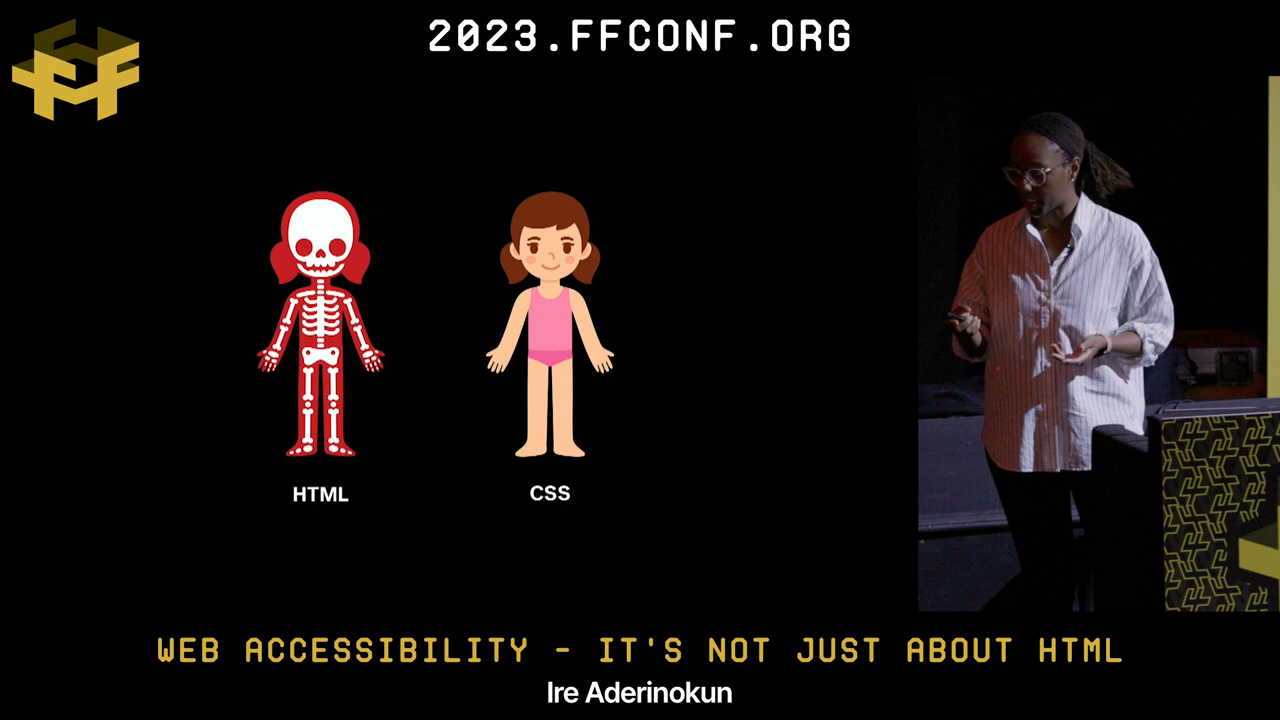 2023.FFCONF.ORG
HTML
CSS
WEB ACCESSIBILITY - IT'S NOT JUST ABOUT HTML
Ire Aderinokun